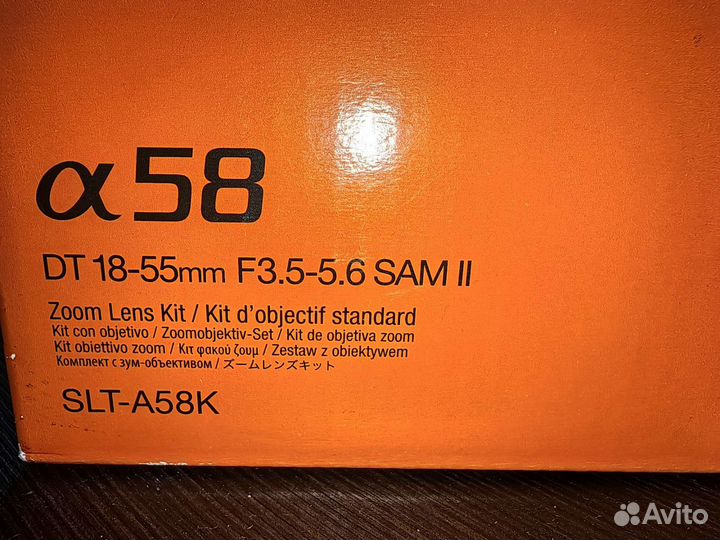 α58
DT 18-55mm F3.5-5.6 SAM II
Zoom Lens Kit / Kit d'objectif standard
Kit con objetivo / Zoomobjektiv-Set / Kit de objetiva zoom
Kit obiettivo zoom / Κιτ φακού ζουμ / Zestaw z obiektywem
Комплект с зум-объективом / ズームレンズキット
SLT-A58K
Avito